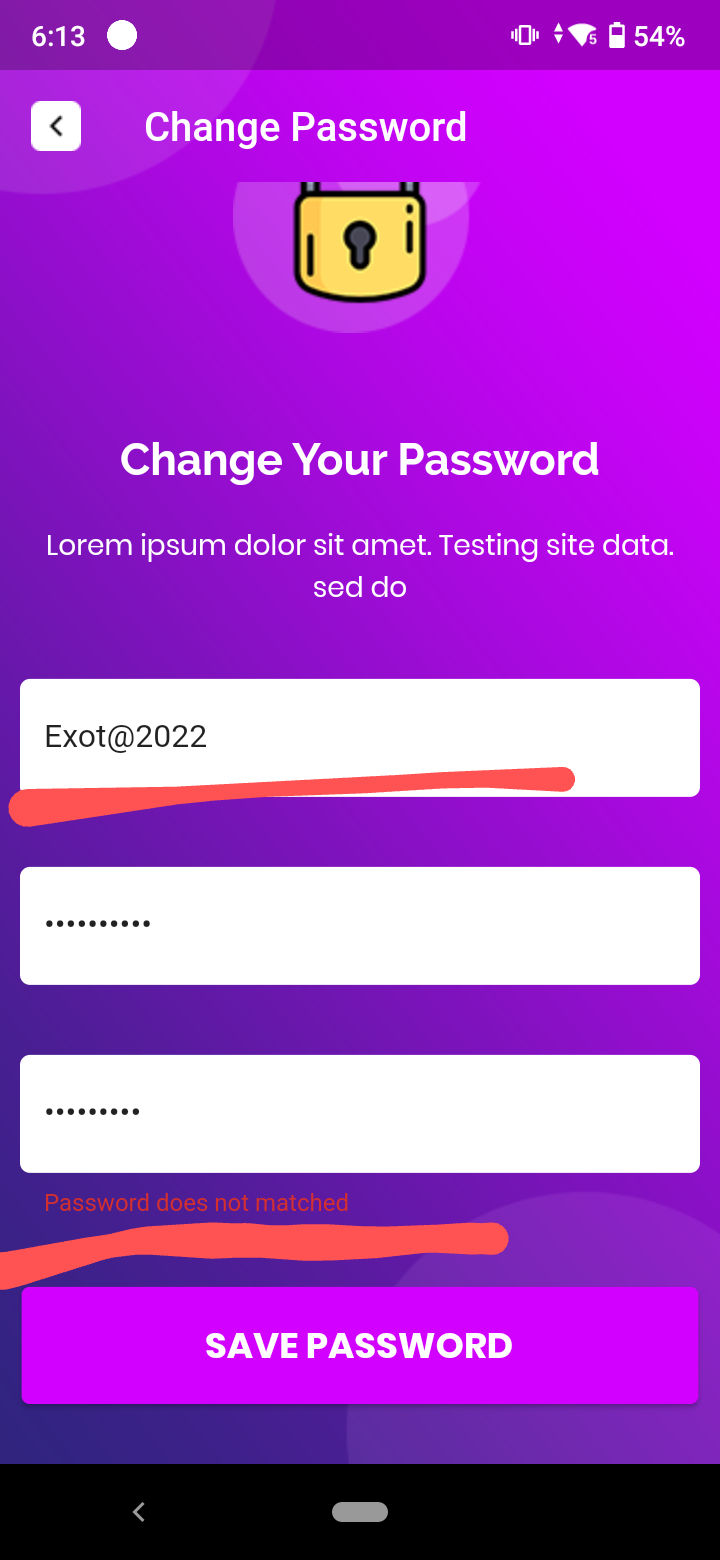 6:13
5 54%
Change Password
Change Your Password
Lorem ipsum dolor sit amet. Testing site data.
sed do
Exot@2022
••••••••••
•••••••••
Password does not matched
SAVE PASSWORD